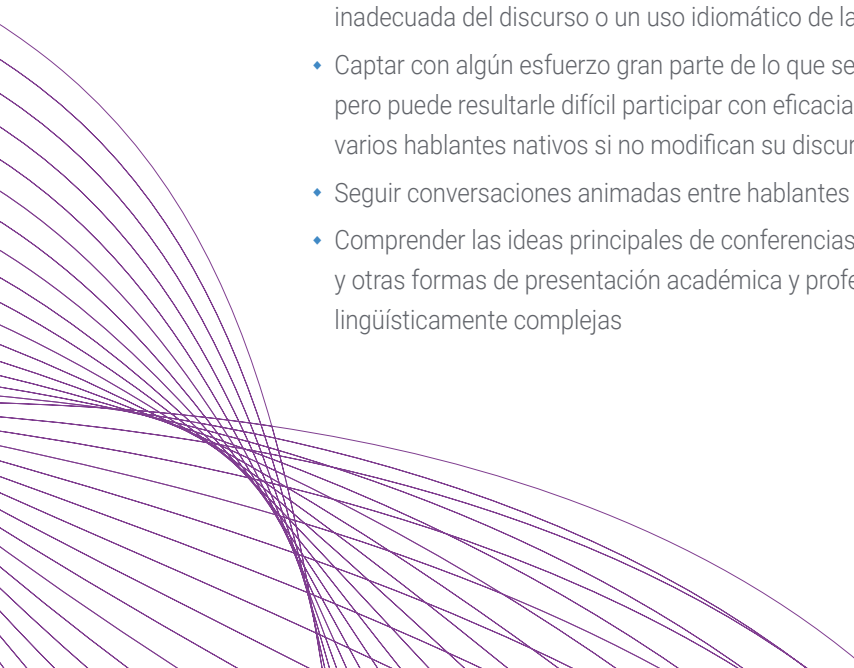 inadecuada del discurso o un uso idiomático de la
Captar con algún esfuerzo gran parte de lo que se
pero puede resultarle difícil participar con eficacia
varios hablantes nativos si no modifican su
Seguir conversaciones animadas entre hablantes
Comprender las ideas principales de conferencias
y otras formas de presentación académica y
lingüísticamente complejas